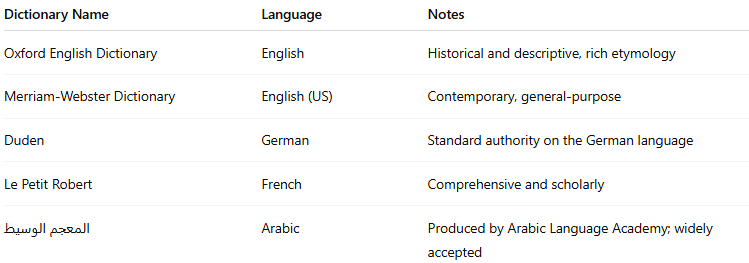 Dictionary Name Language Notes
Oxford English Dictionary English Historical and descriptive, rich etymology
Merriam-Webster Dictionary English (US) Contemporary, general-purpose
Duden German Standard authority on the German language
Le Petit Robert French Comprehensive and scholarly
المعجم الوسيط Arabic Produced by Arabic Language Academy; widely
accepted